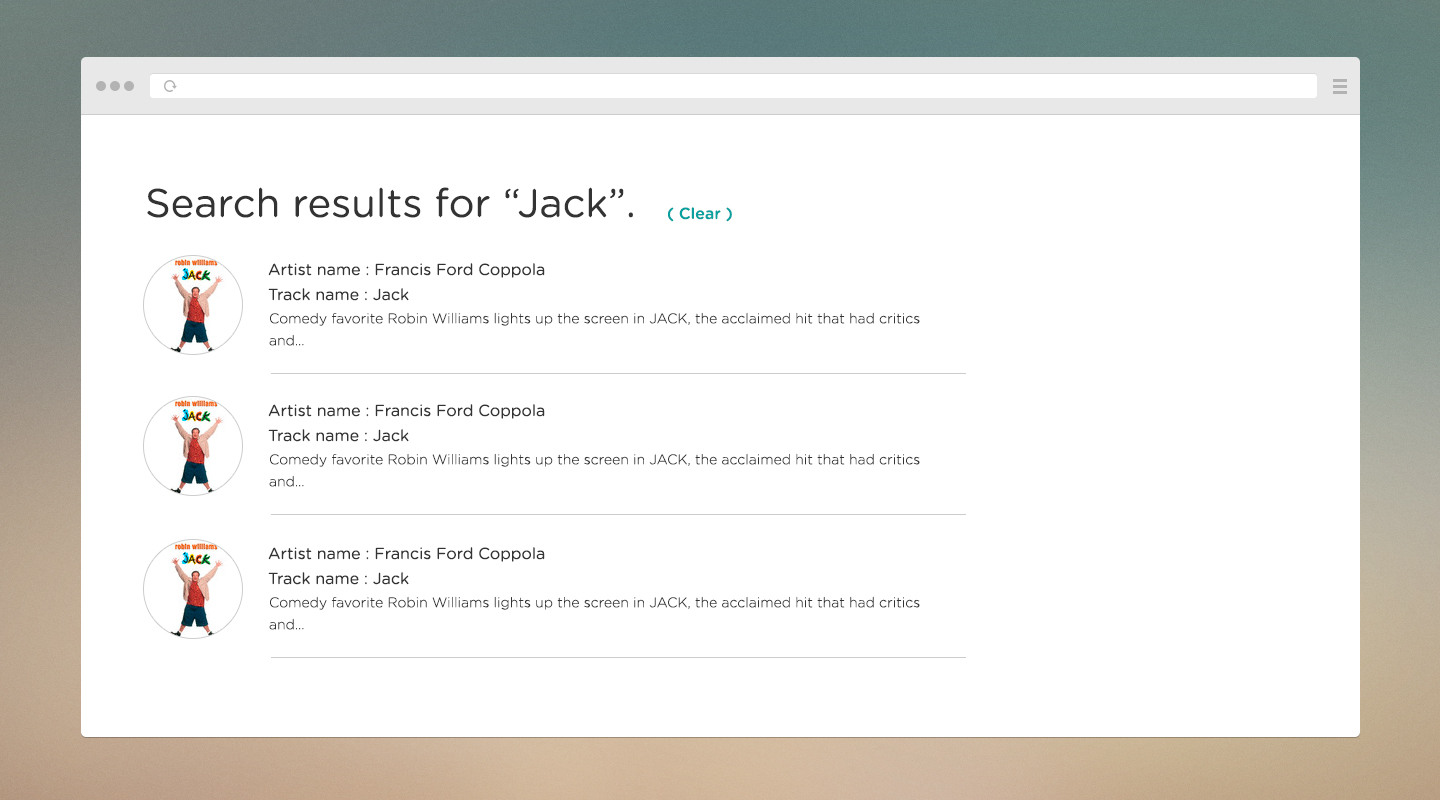 Search results for “Jack”. ( Clear )
robin williams
JACK
Artist name : Francis Ford Coppola
Track name : Jack
Comedy favorite Robin Williams lights up the screen in JACK, the acclaimed hit that had critics
and...
robin williams
JACK
Artist name : Francis Ford Coppola
Track name : Jack
Comedy favorite Robin Williams lights up the screen in JACK, the acclaimed hit that had critics
and...
robin williams
JACK
Artist name : Francis Ford Coppola
Track name : Jack
Comedy favorite Robin Williams lights up the screen in JACK, the acclaimed hit that had critics
and...